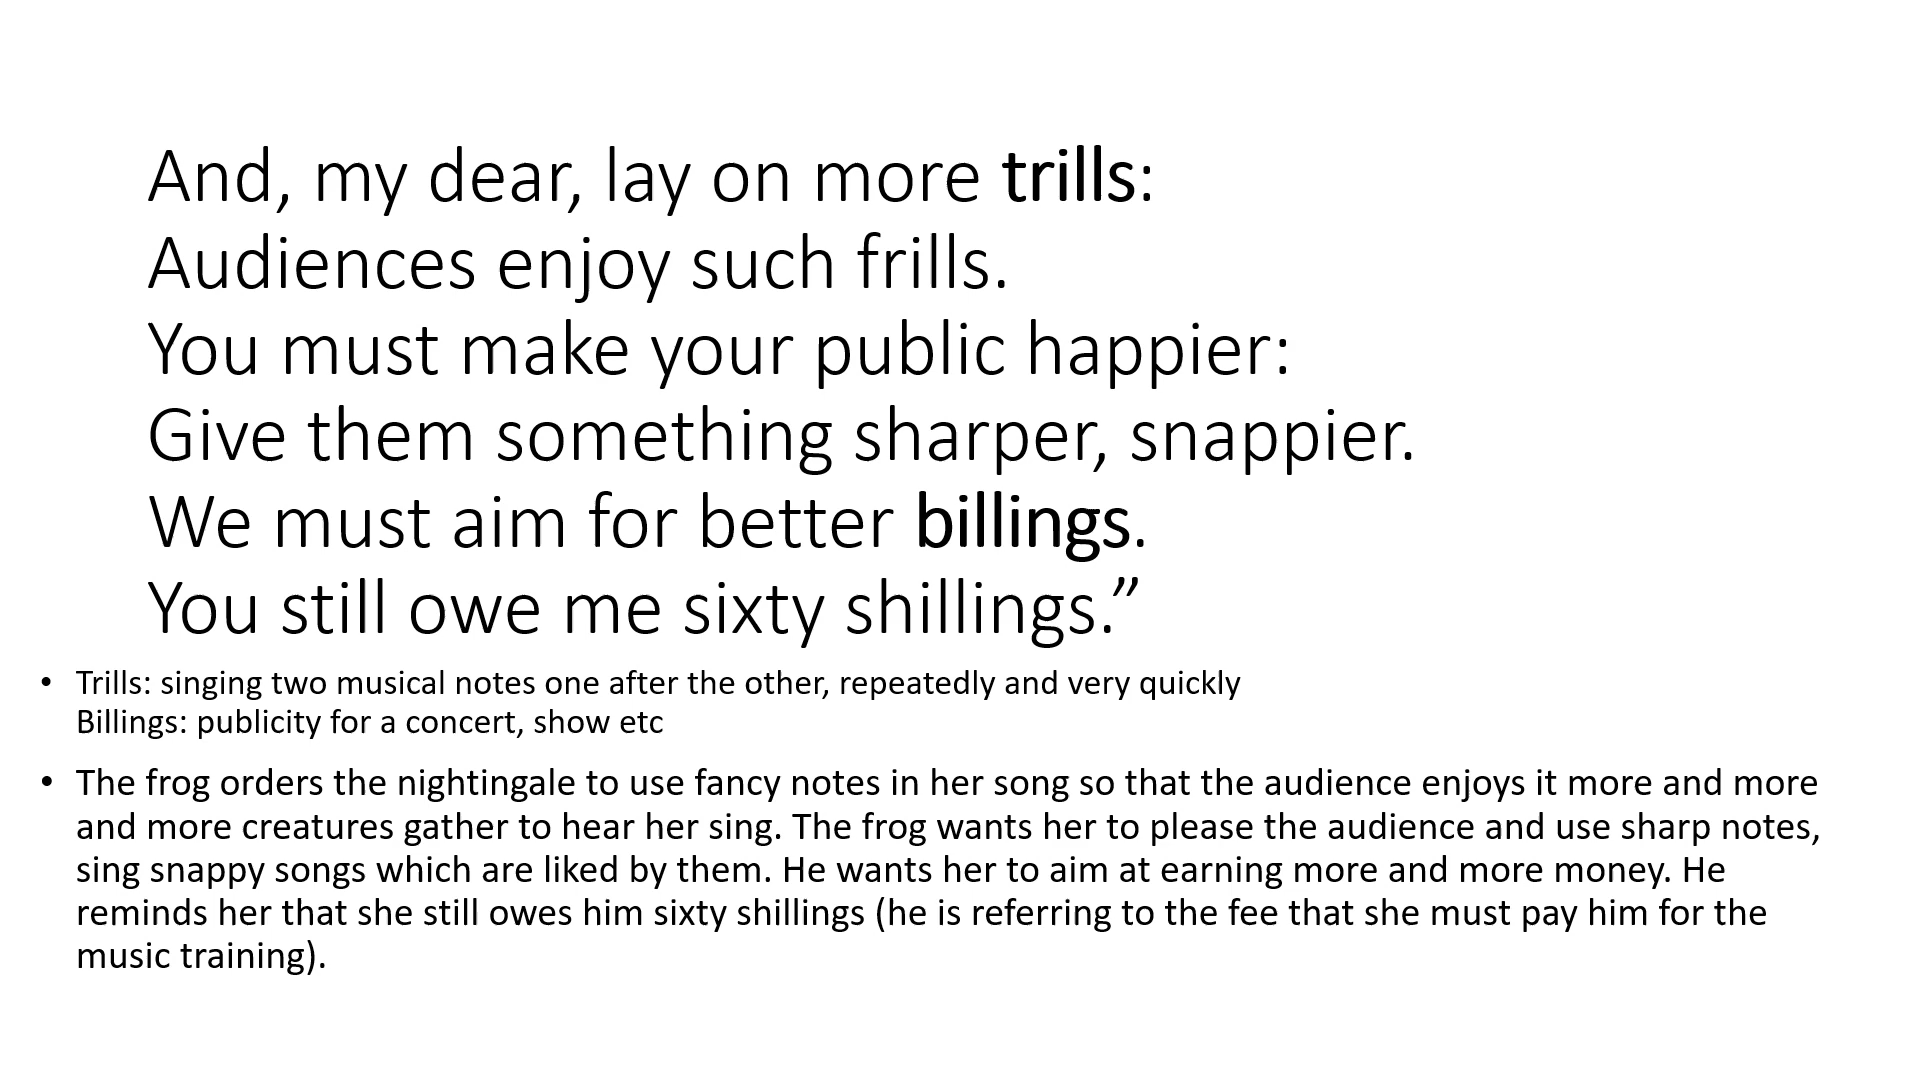 And, my dear, lay on more trills:
Audiences enjoy such frills.
You must make your public happier:
Give them something sharper, snappier.
We must aim for better billings.
You still owe me sixty shillings.”
• Trills: singing two musical notes one after the other, repeatedly and very quickly
Billings: publicity for a concert, show etc
• The frog orders the nightingale to use fancy notes in her song so that the audience enjoys it more and more
and more creatures gather to hear her sing. The frog wants her to please the audience and use sharp notes,
sing snappy songs which are liked by them. He wants her to aim at earning more and more money. He
reminds her that she still owes him sixty shillings (he is referring to the fee that she must pay him for the
music training).